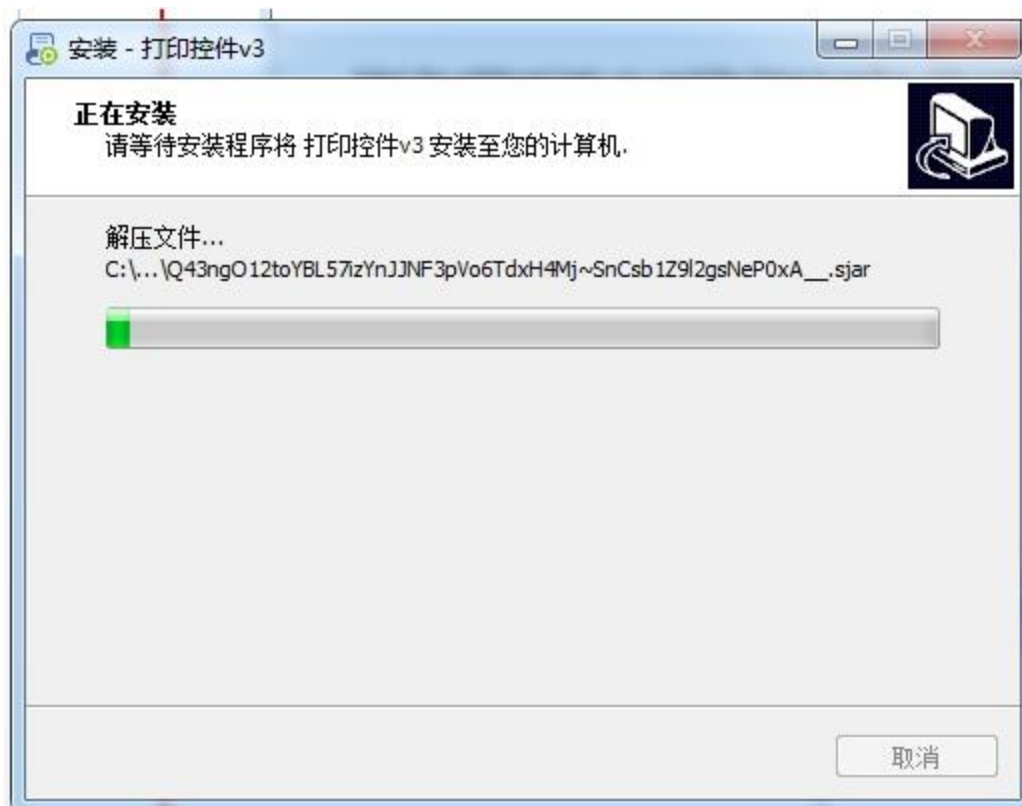 安装 - 打印控件v3
正在安装
请等待安装程序将 打印控件v3 安装至您的计算机.
解压文件...
C:\...\Q43ngO12toYBL57izYnJJNF3pVo6TdxH4Mj~SnCsb1Z9l2gsNeP0xA__.sjar
取消